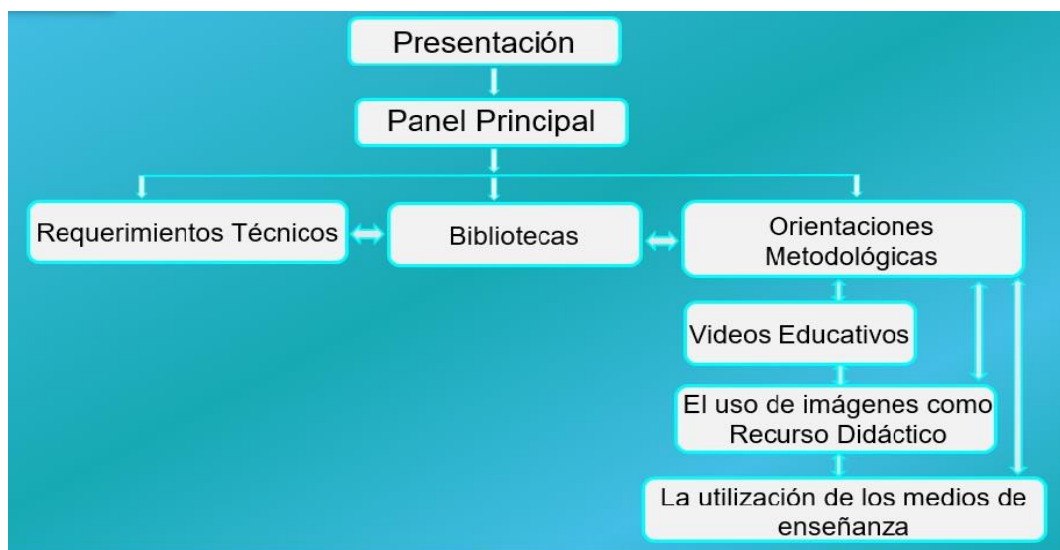 Presentación
Panel Principal
Requerimientos Técnicos
Bibliotecas
Orientaciones
Metodológicas
Videos Educativos
El uso de imágenes como
Recurso Didáctico
La utilización de los medios de
enseñanza